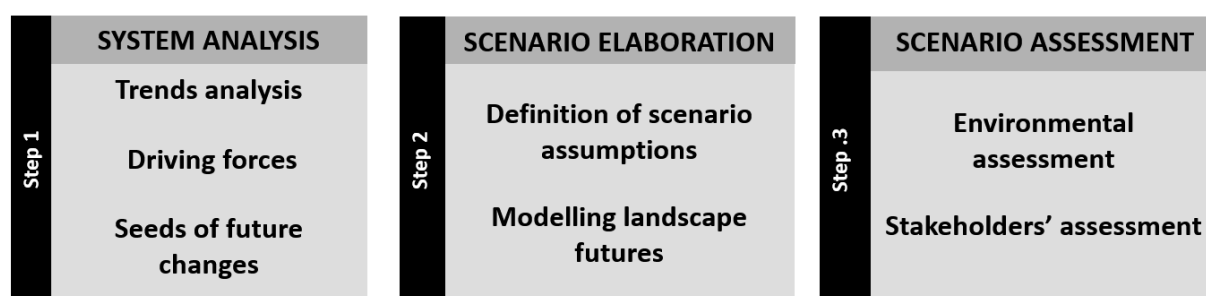 Step 1
SYSTEM ANALYSIS
Trends analysis
Driving forces
Seeds of future
changes
Step 2
SCENARIO ELABORATION
Definition of scenario
assumptions
Modelling landscape
futures
Step .3
SCENARIO ASSESSMENT
Environmental
assessment
Stakeholders’ assessment